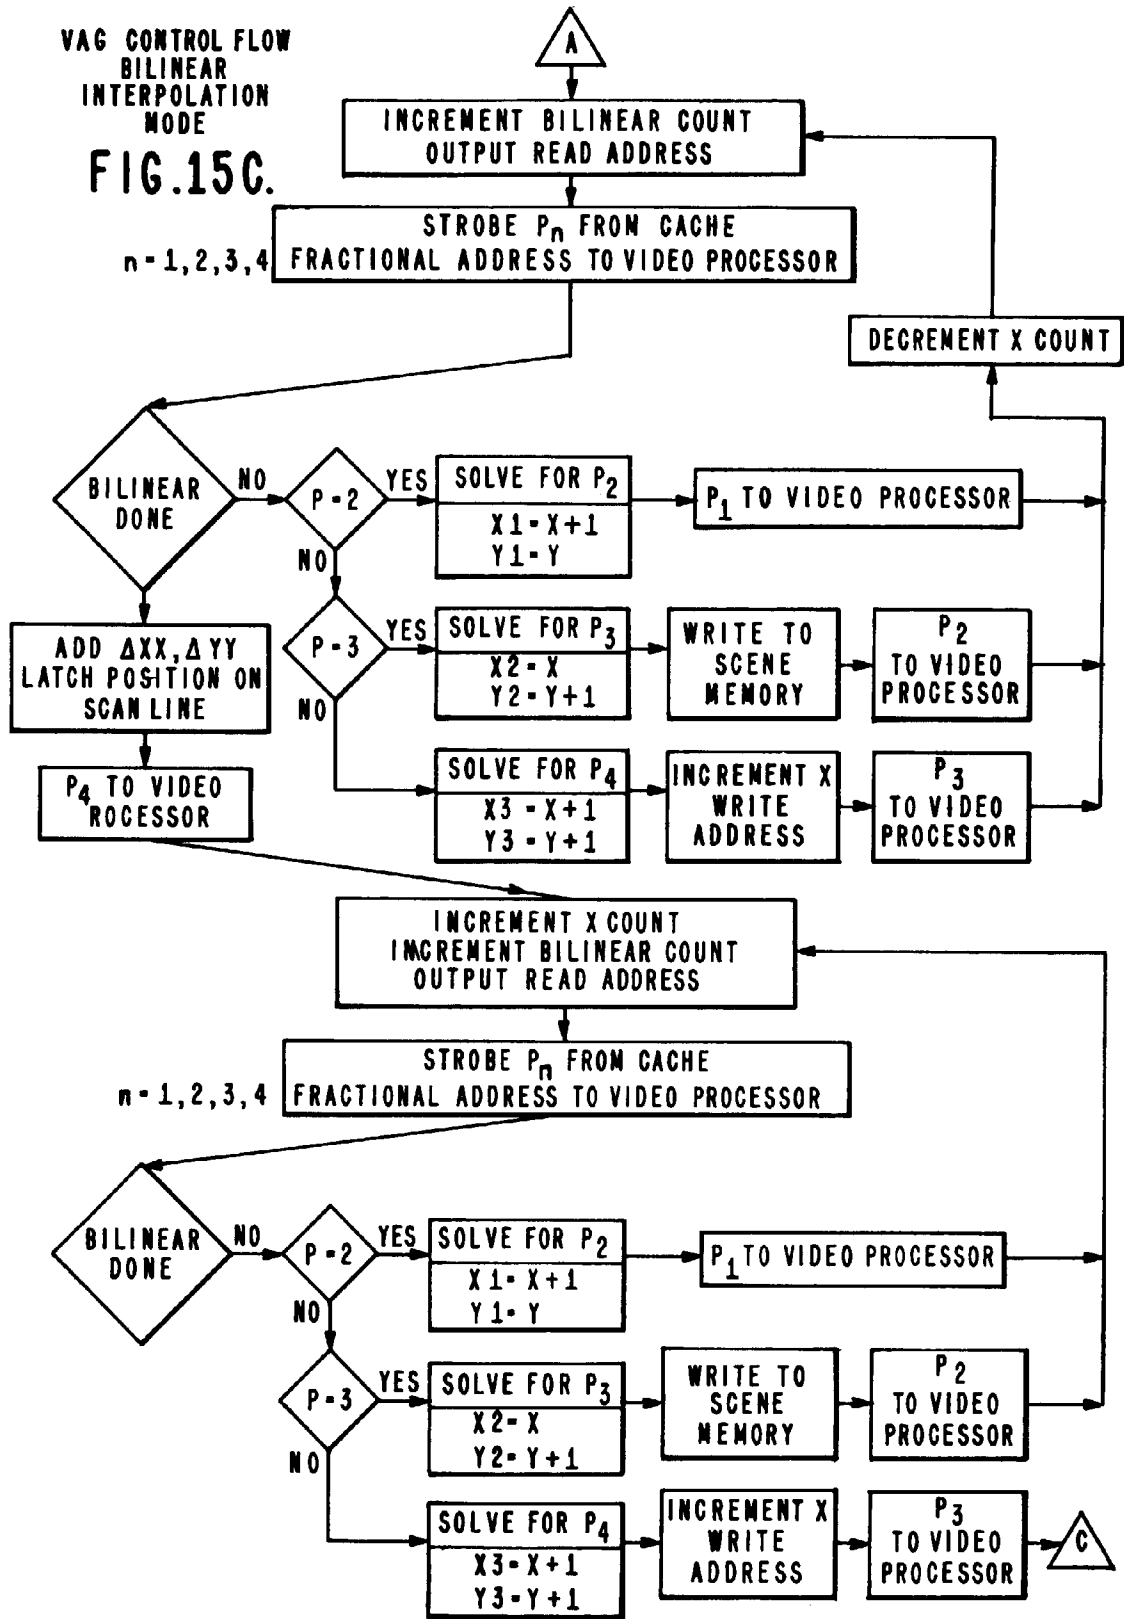 VAG CONTROL FLOW
BILINEAR
INTERPOLATION
MODE
FIG.15C.
A
INCREMENT BILINEAR COUNT
OUTPUT READ ADDRESS
STROBE Pn FROM CACHE
n = 1,2,3,4
FRACTIONAL ADDRESS TO VIDEO PROCESSOR
DECREMENT X COUNT
BILINEAR
DONE
NO
P = 2
YES
SOLVE FOR P2
X1 = X+1
Y1 = Y
P1 TO VIDEO PROCESSOR
NO
P = 3
YES
SOLVE FOR P3
X2 = X
Y2 = Y+1
WRITE TO
SCENE
MEMORY
P2
TO VIDEO
PROCESSOR
NO
ADD ΔXX, ΔYY
LATCH POSITION ON
SCAN LINE
P4 TO VIDEO
ROCESSOR
SOLVE FOR P4
X3 = X+1
Y3 = Y+1
INCREMENT X
WRITE
ADDRESS
P3
TO VIDEO
PROCESSOR
INCREMENT X COUNT
INCREMENT BILINEAR COUNT
OUTPUT READ ADDRESS
STROBE Pn FROM CACHE
n = 1,2,3,4
FRACTIONAL ADDRESS TO VIDEO PROCESSOR
BILINEAR
DONE
NO
P = 2
YES
SOLVE FOR P2
X1 = X+1
Y1 = Y
P1 TO VIDEO PROCESSOR
NO
P = 3
YES
SOLVE FOR P3
X2 = X
Y2 = Y+1
WRITE TO
SCENE
MEMORY
P2
TO VIDEO
PROCESSOR
NO
SOLVE FOR P4
X3 = X+1
Y3 = Y+1
INCREMENT X
WRITE
ADDRESS
P3
TO VIDEO
PROCESSOR
C